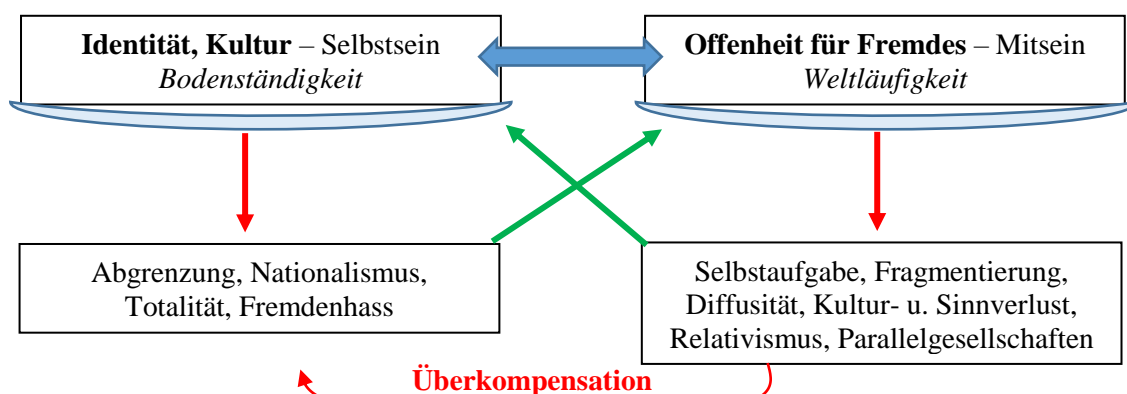 Identität, Kultur – Selbstsein
Bodenständigkeit
Offenheit für Fremdes – Mitsein
Weltläufigkeit
Abgrenzung, Nationalismus,
Totalität, Fremdenhass
Selbstaufgabe, Fragmentierung,
Diffusität, Kultur- u. Sinnverlust,
Relativismus, Parallelgesellschaften
Überkompensation